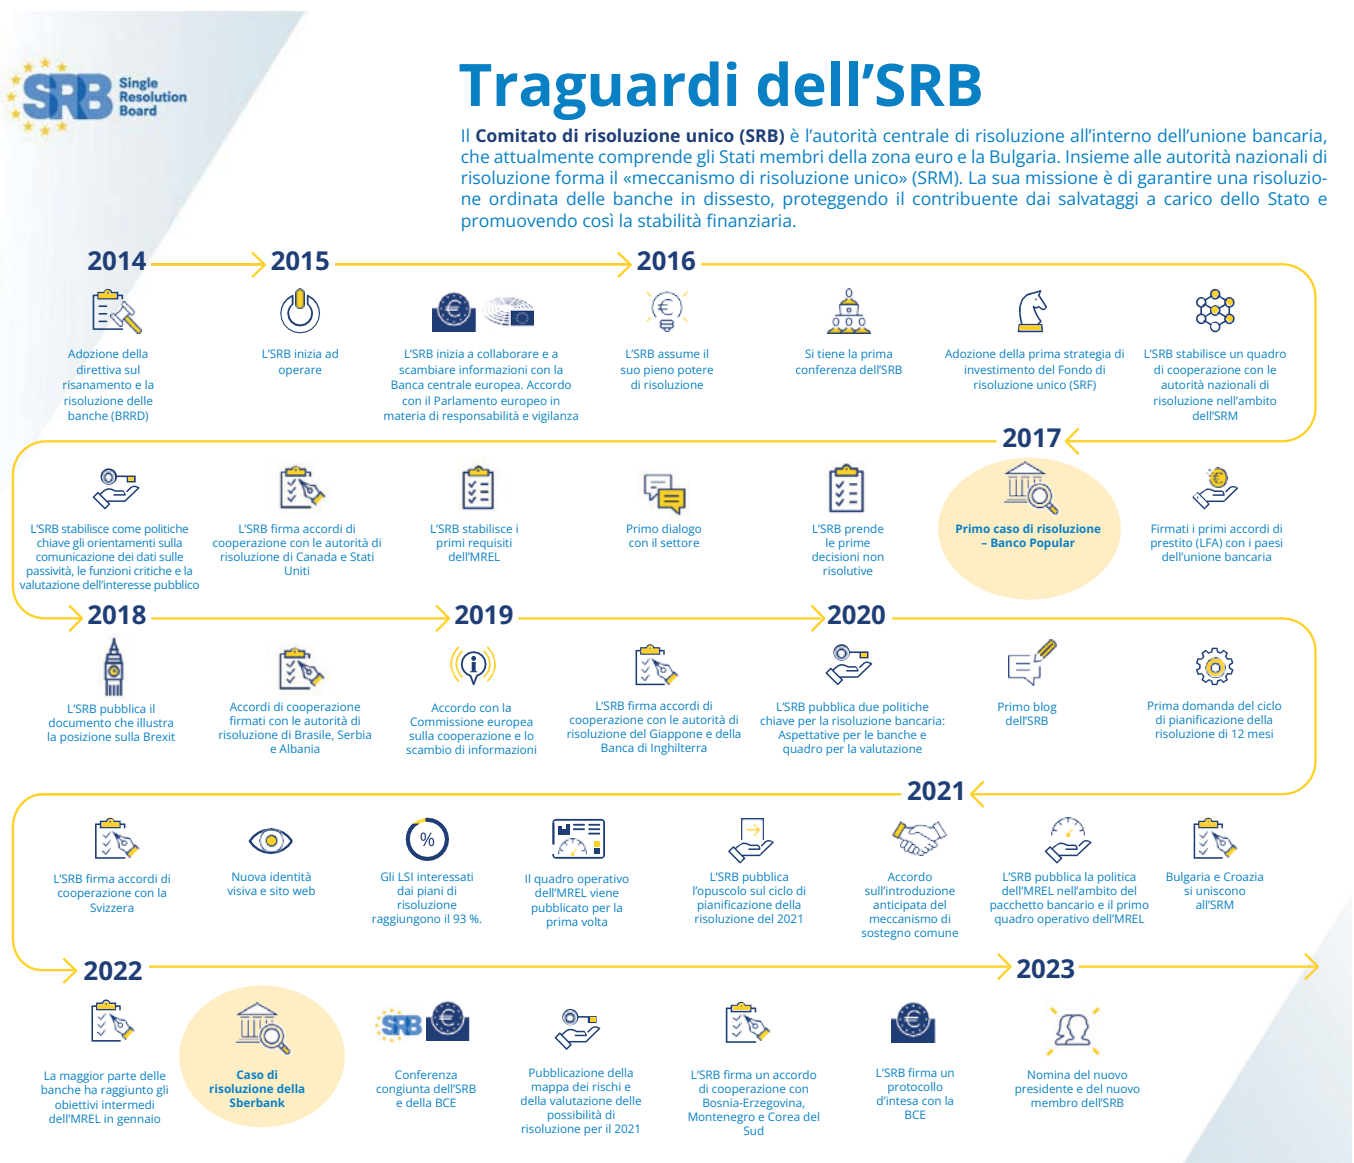 SRB
Single
Resolution
Board
Traguardi dell’SRB
Il Comitato di risoluzione unico (SRB) è l’autorità centrale di risoluzione all’interno dell’unione bancaria,
che attualmente comprende gli Stati membri della zona euro e la Bulgaria. Insieme alle autorità nazionali di
risoluzione forma il «meccanismo di risoluzione unico» (SRM). La sua missione è di garantire una risoluzio-
ne ordinata delle banche in dissesto, proteggendo il contribuente dai salvataggi a carico dello Stato e
promuovendo così la stabilità finanziaria.
2014
Adozione della
direttiva sul
risanamento e la
risoluzione delle
banche (BRRD)
2015
L’SRB inizia ad
operare
L’SRB inizia a collaborare e a
scambiare informazioni con la
Banca centrale europea. Accordo
con il Parlamento europeo in
materia di responsabilità e vigilanza
2016
L’SRB assume il
suo pieno potere
di risoluzione
Si tiene la prima
conferenza dell’SRB
Adozione della prima strategia di
investimento del Fondo di
risoluzione unico (SRF)
L’SRB stabilisce un quadro
di cooperazione con le
autorità nazionali di
risoluzione nell’ambito
dell’SRM
2017
L’SRB stabilisce come politiche
chiave gli orientamenti sulla
comunicazione dei dati sulle
passività, le funzioni critiche e la
valutazione dell’interesse pubblico
L’SRB firma accordi di
cooperazione con le autorità di
risoluzione di Canada e Stati
Uniti
L’SRB stabilisce i
primi requisiti
dell’MREL
Primo dialogo
con il settore
L’SRB prende
le prime
decisioni non
risolutive
Primo caso di risoluzione
– Banco Popular
Firmati i primi accordi di
prestito (LFA) con i paesi
dell’unione bancaria
2018
L’SRB pubblica il
documento che illustra
la posizione sulla Brexit
Accordi di cooperazione
firmati con le autorità di
risoluzione di Brasile, Serbia
e Albania
2019
Accordo con la
Commissione europea
sulla cooperazione e lo
scambio di informazioni
L’SRB firma accordi di
cooperazione con le autorità di
risoluzione del Giappone e della
Banca di Inghilterra
2020
L’SRB pubblica due politiche
chiave per la risoluzione bancaria:
Aspettative per le banche e
quadro per la valutazione
Primo blog
dell’SRB
Prima domanda del ciclo
di pianificazione della
risoluzione di 12 mesi
2021
L’SRB firma accordi di
cooperazione con la
Svizzera
Nuova identità
visiva e sito web
%
Gli LSI interessati
dai piani di
risoluzione
raggiungono il 93 %.
Il quadro operativo
dell’MREL viene
pubblicato per la
prima volta
L’SRB pubblica
l’opuscolo sul ciclo di
pianificazione della
risoluzione del 2021
Accordo
sull’introduzione
anticipata del
meccanismo di
sostegno comune
L’SRB pubblica la politica
dell’MREL nell’ambito del
pacchetto bancario e il primo
quadro operativo dell’MREL
Bulgaria e Croazia
si uniscono
all’SRM
2022
La maggior parte delle
banche ha raggiunto gli
obiettivi intermedi
dell’MREL in gennaio
Caso di
risoluzione della
Sberbank
SRB
Conferenza
congiunta dell’SRB
e della BCE
Pubblicazione della
mappa dei rischi e
della valutazione delle
possibilità di
risoluzione per il 2021
L’SRB firma un accordo
di cooperazione con
Bosnia-Erzegovina,
Montenegro e Corea del
Sud
L’SRB firma un
protocollo
d’intesa con la
BCE
2023
Nomina del nuovo
presidente e del nuovo
membro dell’SRB